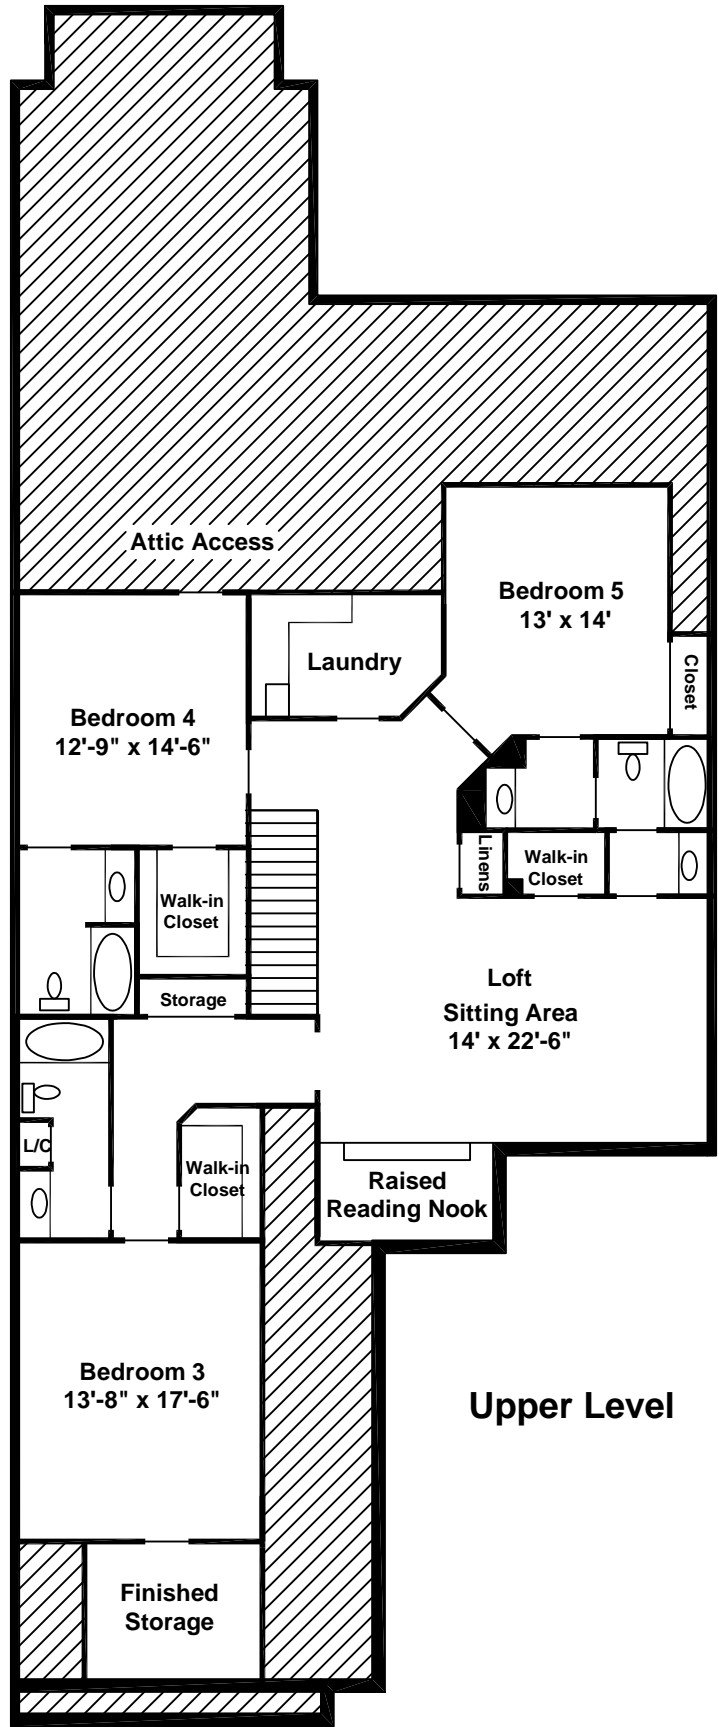 Attic Access
Bedroom 5
13' x 14'
Laundry
Closet
Bedroom 4
12'-9" x 14'-6"
Linens
Walk-in
Closet
Walk-in
Closet
Storage
Loft
Sitting Area
14' x 22'-6"
L/C
Walk-in
Closet
Raised
Reading Nook
Bedroom 3
13'-8" x 17'-6"
Upper Level
Finished
Storage